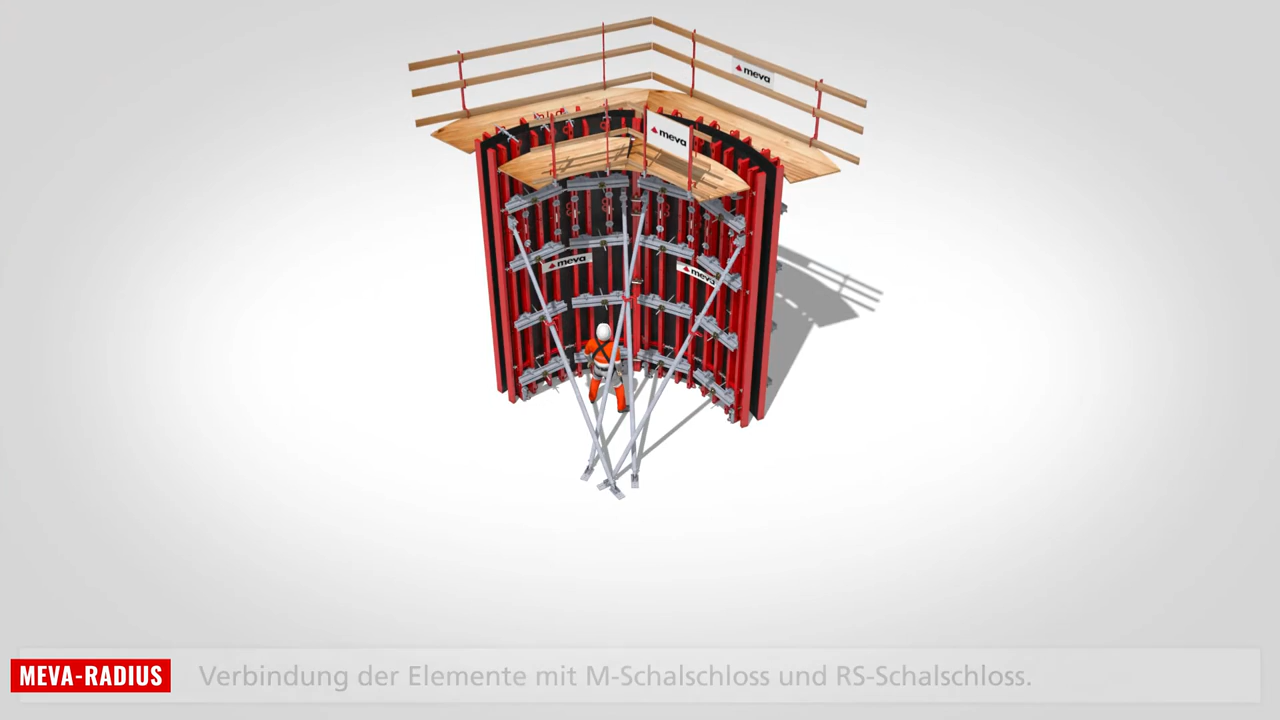 meva
meva
meva
meva
MEVA-RADIUS
Verbindung der Elemente mit M-Schalschloss und RS-Schalschloss.